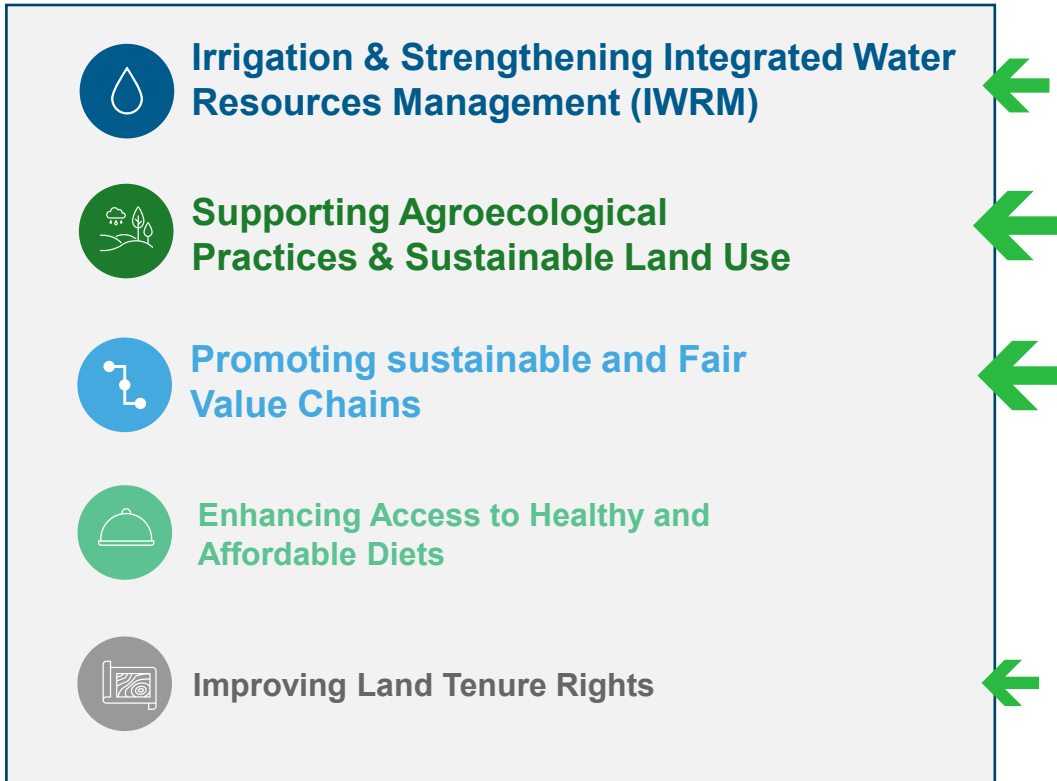 Irrigation & Strengthening Integrated Water
Resources Management (IWRM)
Supporting Agroecological
Practices & Sustainable Land Use
Promoting sustainable and Fair
Value Chains
Enhancing Access to Healthy and
Affordable Diets
Improving Land Tenure Rights